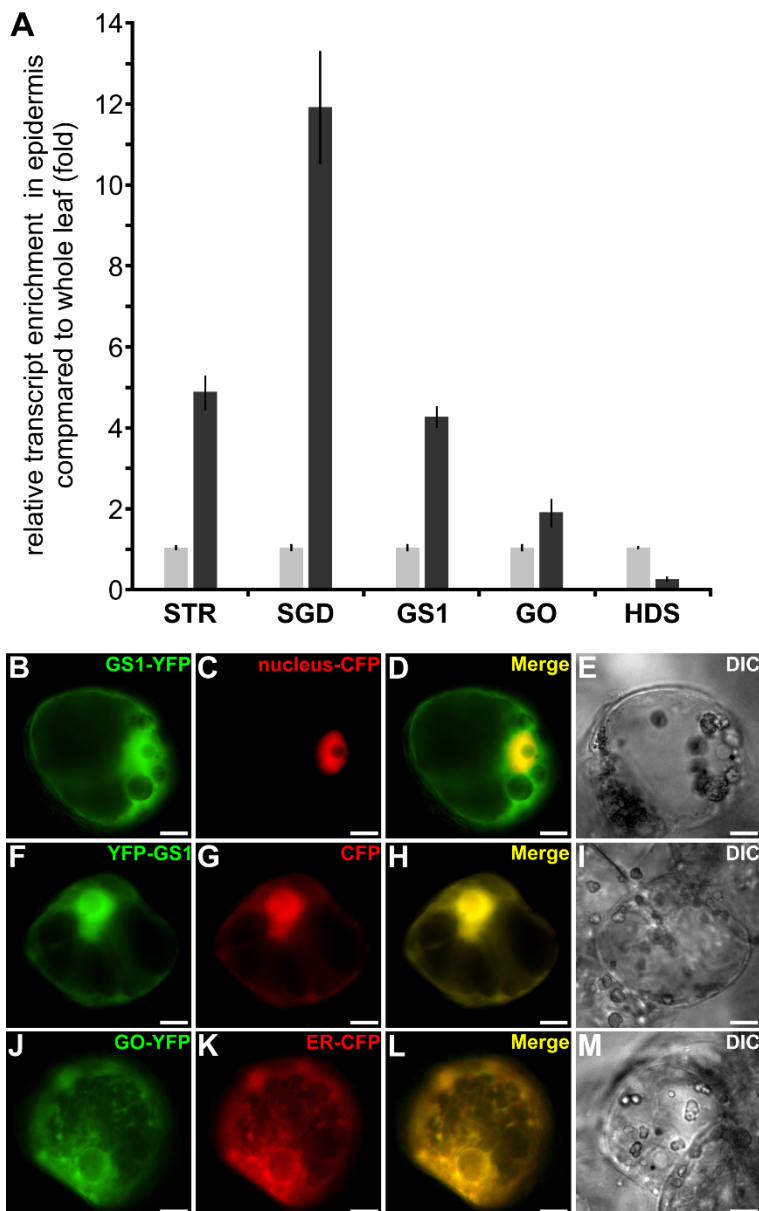 A
relative transcript enrichment in epidermis
compmared to whole leaf (fold)
14
12
10
8
6
4
2
0
STR SGD GS1 GO HDS
B GS1-YFP C nucleus-CFP D Merge E DIC
F YFP-GS1 G CFP H Merge I DIC
J GO-YFP K ER-CFP L Merge M DIC